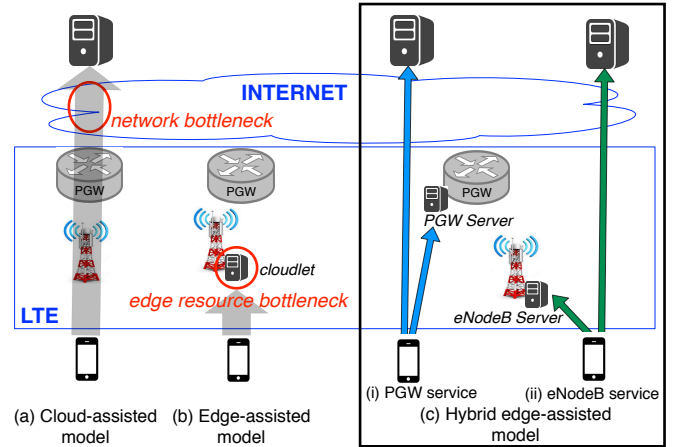 INTERNET
network bottleneck
PGW
PGW
PGW
PGW Server
cloudlet
edge resource bottleneck
eNodeB Server
LTE
(i) PGW service
(ii) eNodeB service
(a) Cloud-assisted
model
(b) Edge-assisted
model
(c) Hybrid edge-assisted
model